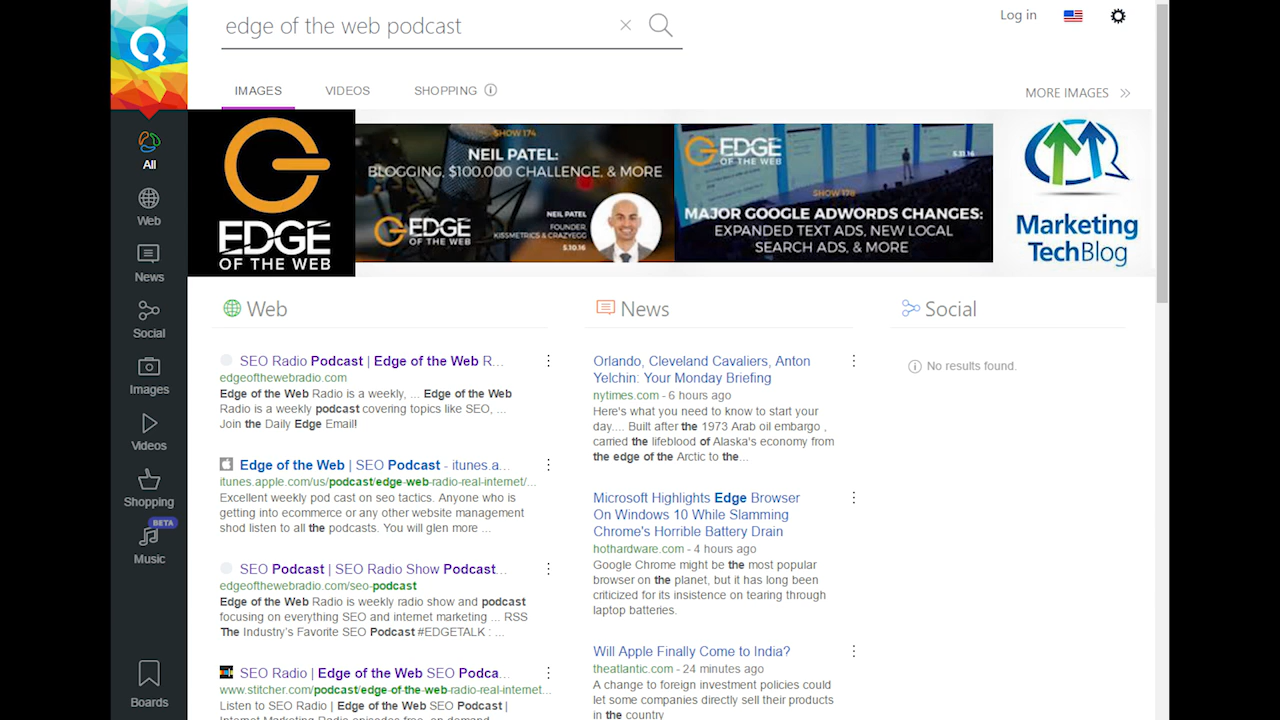 edge of the web podcast
Log in
IMAGES
VIDEOS
SHOPPING
MORE IMAGES
All
Web
News
Social
Images
Videos
Shopping
BETA
Music
Boards
EDGE
OF THE WEB
SHOW 174
NEIL PATEL:
BLOGGING, $100,000 CHALLENGE, & MORE
EDGE
OF THE WEB
NEIL PATEL
FOUNDER,
KISSMETRICS & CRAZYEGG
5.10.16
EDGE
OF THE WEB
5.31.16
SHOW 178
MAJOR GOOGLE ADWORDS CHANGES:
EXPANDED TEXT ADS, NEW LOCAL
SEARCH ADS, & MORE
Marketing
TechBlog
Web
SEO Radio Podcast | Edge of the Web R...
edgeofthewebradio.com
Edge of the Web Radio is a weekly, ... Edge of the Web
Radio is a weekly podcast covering topics like SEO, ...
Join the Daily Edge Email!
Edge of the Web | SEO Podcast - itunes.a...
itunes.apple.com/us/podcast/edge-web-radio-real-internet/...
Excellent weekly pod cast on seo tactics. Anyone who is
getting into ecommerce or any other website management
shod listen to all the podcasts. You will glen more ...
SEO Podcast | SEO Radio Show Podcast...
edgeofthewebradio.com/seo-podcast
Edge of the Web Radio is weekly radio show and podcast
focusing on everything SEO and internet marketing ... RSS
The Industry's Favorite SEO Podcast #EDGETALK : ...
SEO Radio | Edge of the Web SEO Podca...
www.stitcher.com/podcast/edge-of-the-web-radio-real-internet...
Listen to SEO Radio | Edge of the Web SEO Podcast |
Internet Marketing Radio episodes free, on demand.
News
Orlando, Cleveland Cavaliers, Anton
Yelchin: Your Monday Briefing
nytimes.com - 6 hours ago
Here's what you need to know to start your
day.... Built after the 1973 Arab oil embargo ,
carried the lifeblood of Alaska's economy from
the edge of the Arctic to the...
Microsoft Highlights Edge Browser
On Windows 10 While Slamming
Chrome's Horrible Battery Drain
hothardware.com - 4 hours ago
Google Chrome might be the most popular
browser on the planet, but it has long been
criticized for its insistence on tearing through
laptop batteries.
Will Apple Finally Come to India?
theatlantic.com - 24 minutes ago
A change to foreign investment policies could
let some companies directly sell their products
in the country
Social
No results found.